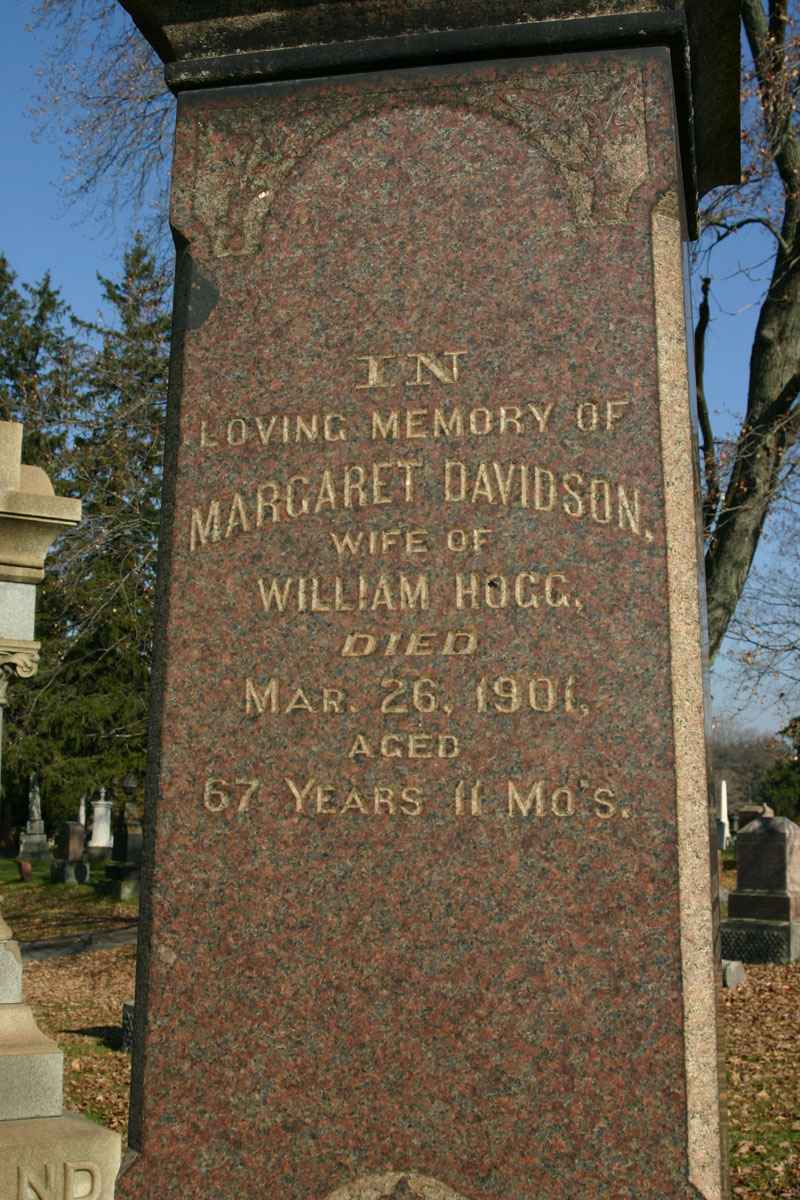 IN
LOVING MEMORY OF
MARGARET DAVIDSON,
WIFE OF
WILLIAM HOGG,
DIED
MAR. 26, 1901,
AGED
67 YEARS 11 MO'S.
ND